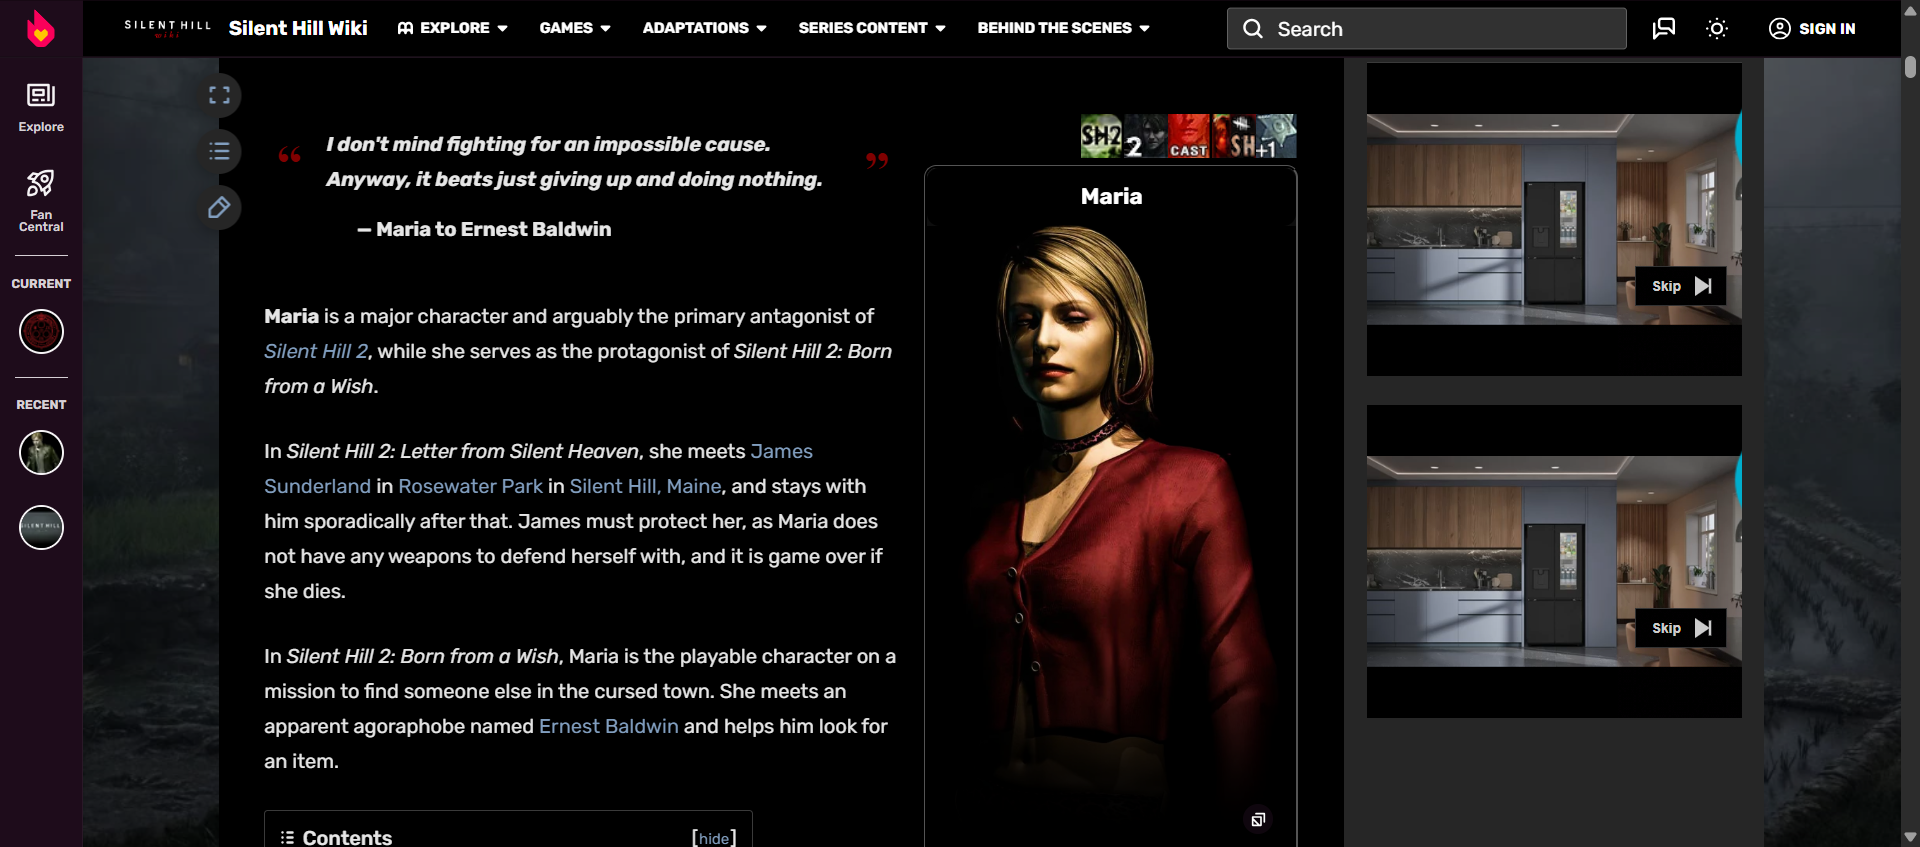 SILENT HILL
wiki
Silent Hill Wiki
EXPLORE
GAMES
ADAPTATIONS
SERIES CONTENT
BEHIND THE SCENES
Search
SIGN IN
Explore
Fan
Central
CURRENT
RECENT
SILENT HILL
“ I don't mind fighting for an impossible cause.
Anyway, it beats just giving up and doing nothing. ”
— Maria to Ernest Baldwin
Maria is a major character and arguably the primary antagonist of
Silent Hill 2, while she serves as the protagonist of Silent Hill 2: Born
from a Wish.
In Silent Hill 2: Letter from Silent Heaven, she meets James
Sunderland in Rosewater Park in Silent Hill, Maine, and stays with
him sporadically after that. James must protect her, as Maria does
not have any weapons to defend herself with, and it is game over if
she dies.
In Silent Hill 2: Born from a Wish, Maria is the playable character on a
mission to find someone else in the cursed town. She meets an
apparent agoraphobe named Ernest Baldwin and helps him look for
an item.
Contents [hide]
SH2 2 CAST SH +1
Maria
Skip
Skip